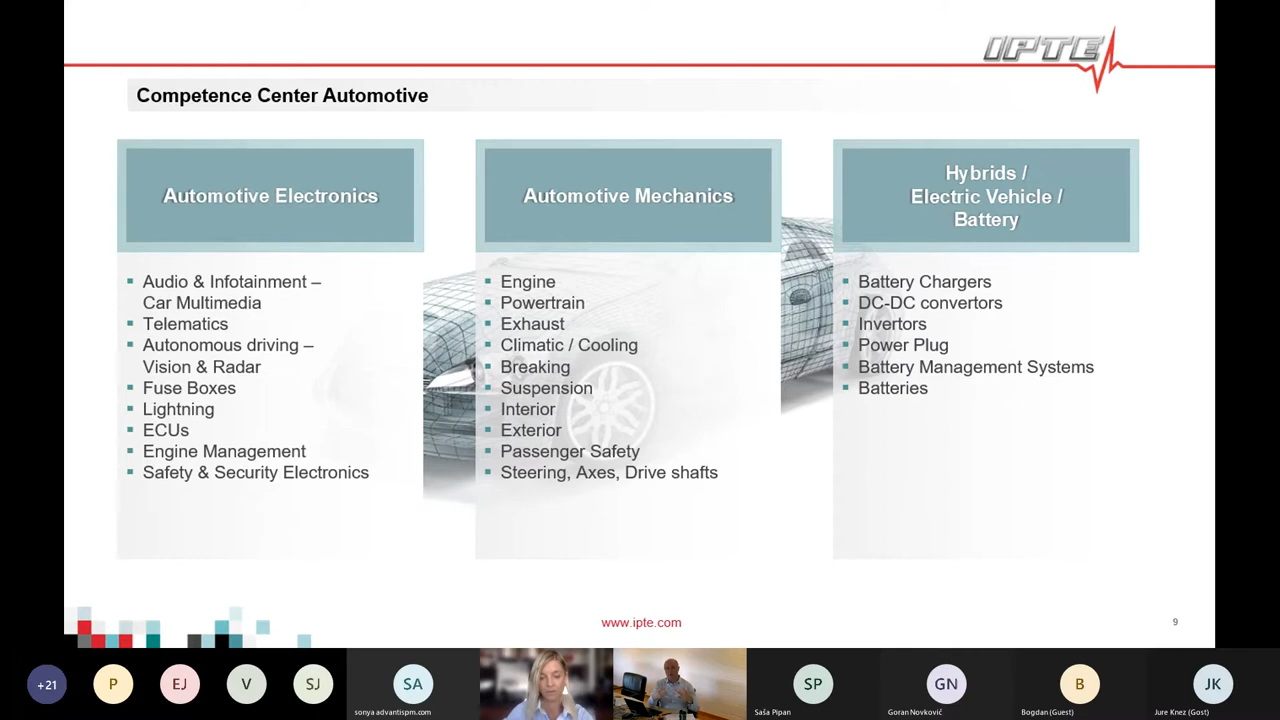 IPTE
Competence Center Automotive
Automotive Electronics
Audio & Infotainment –
Car Multimedia
Telematics
Autonomous driving –
Vision & Radar
Fuse Boxes
Lightning
ECUs
Engine Management
Safety & Security Electronics
Automotive Mechanics
Engine
Powertrain
Exhaust
Climatic / Cooling
Breaking
Suspension
Interior
Exterior
Passenger Safety
Steering, Axes, Drive shafts
Hybrids /
Electric Vehicle /
Battery
Battery Chargers
DC-DC convertors
Invertors
Power Plug
Battery Management Systems
Batteries
www.ipte.com
9
+21
P
EJ
V
SJ
SA
sonya advantispm.com
SP
Saša Pipan
GN
Goran Novković
B
Bogdan (Guest)
JK
Jure Knez (Gost)